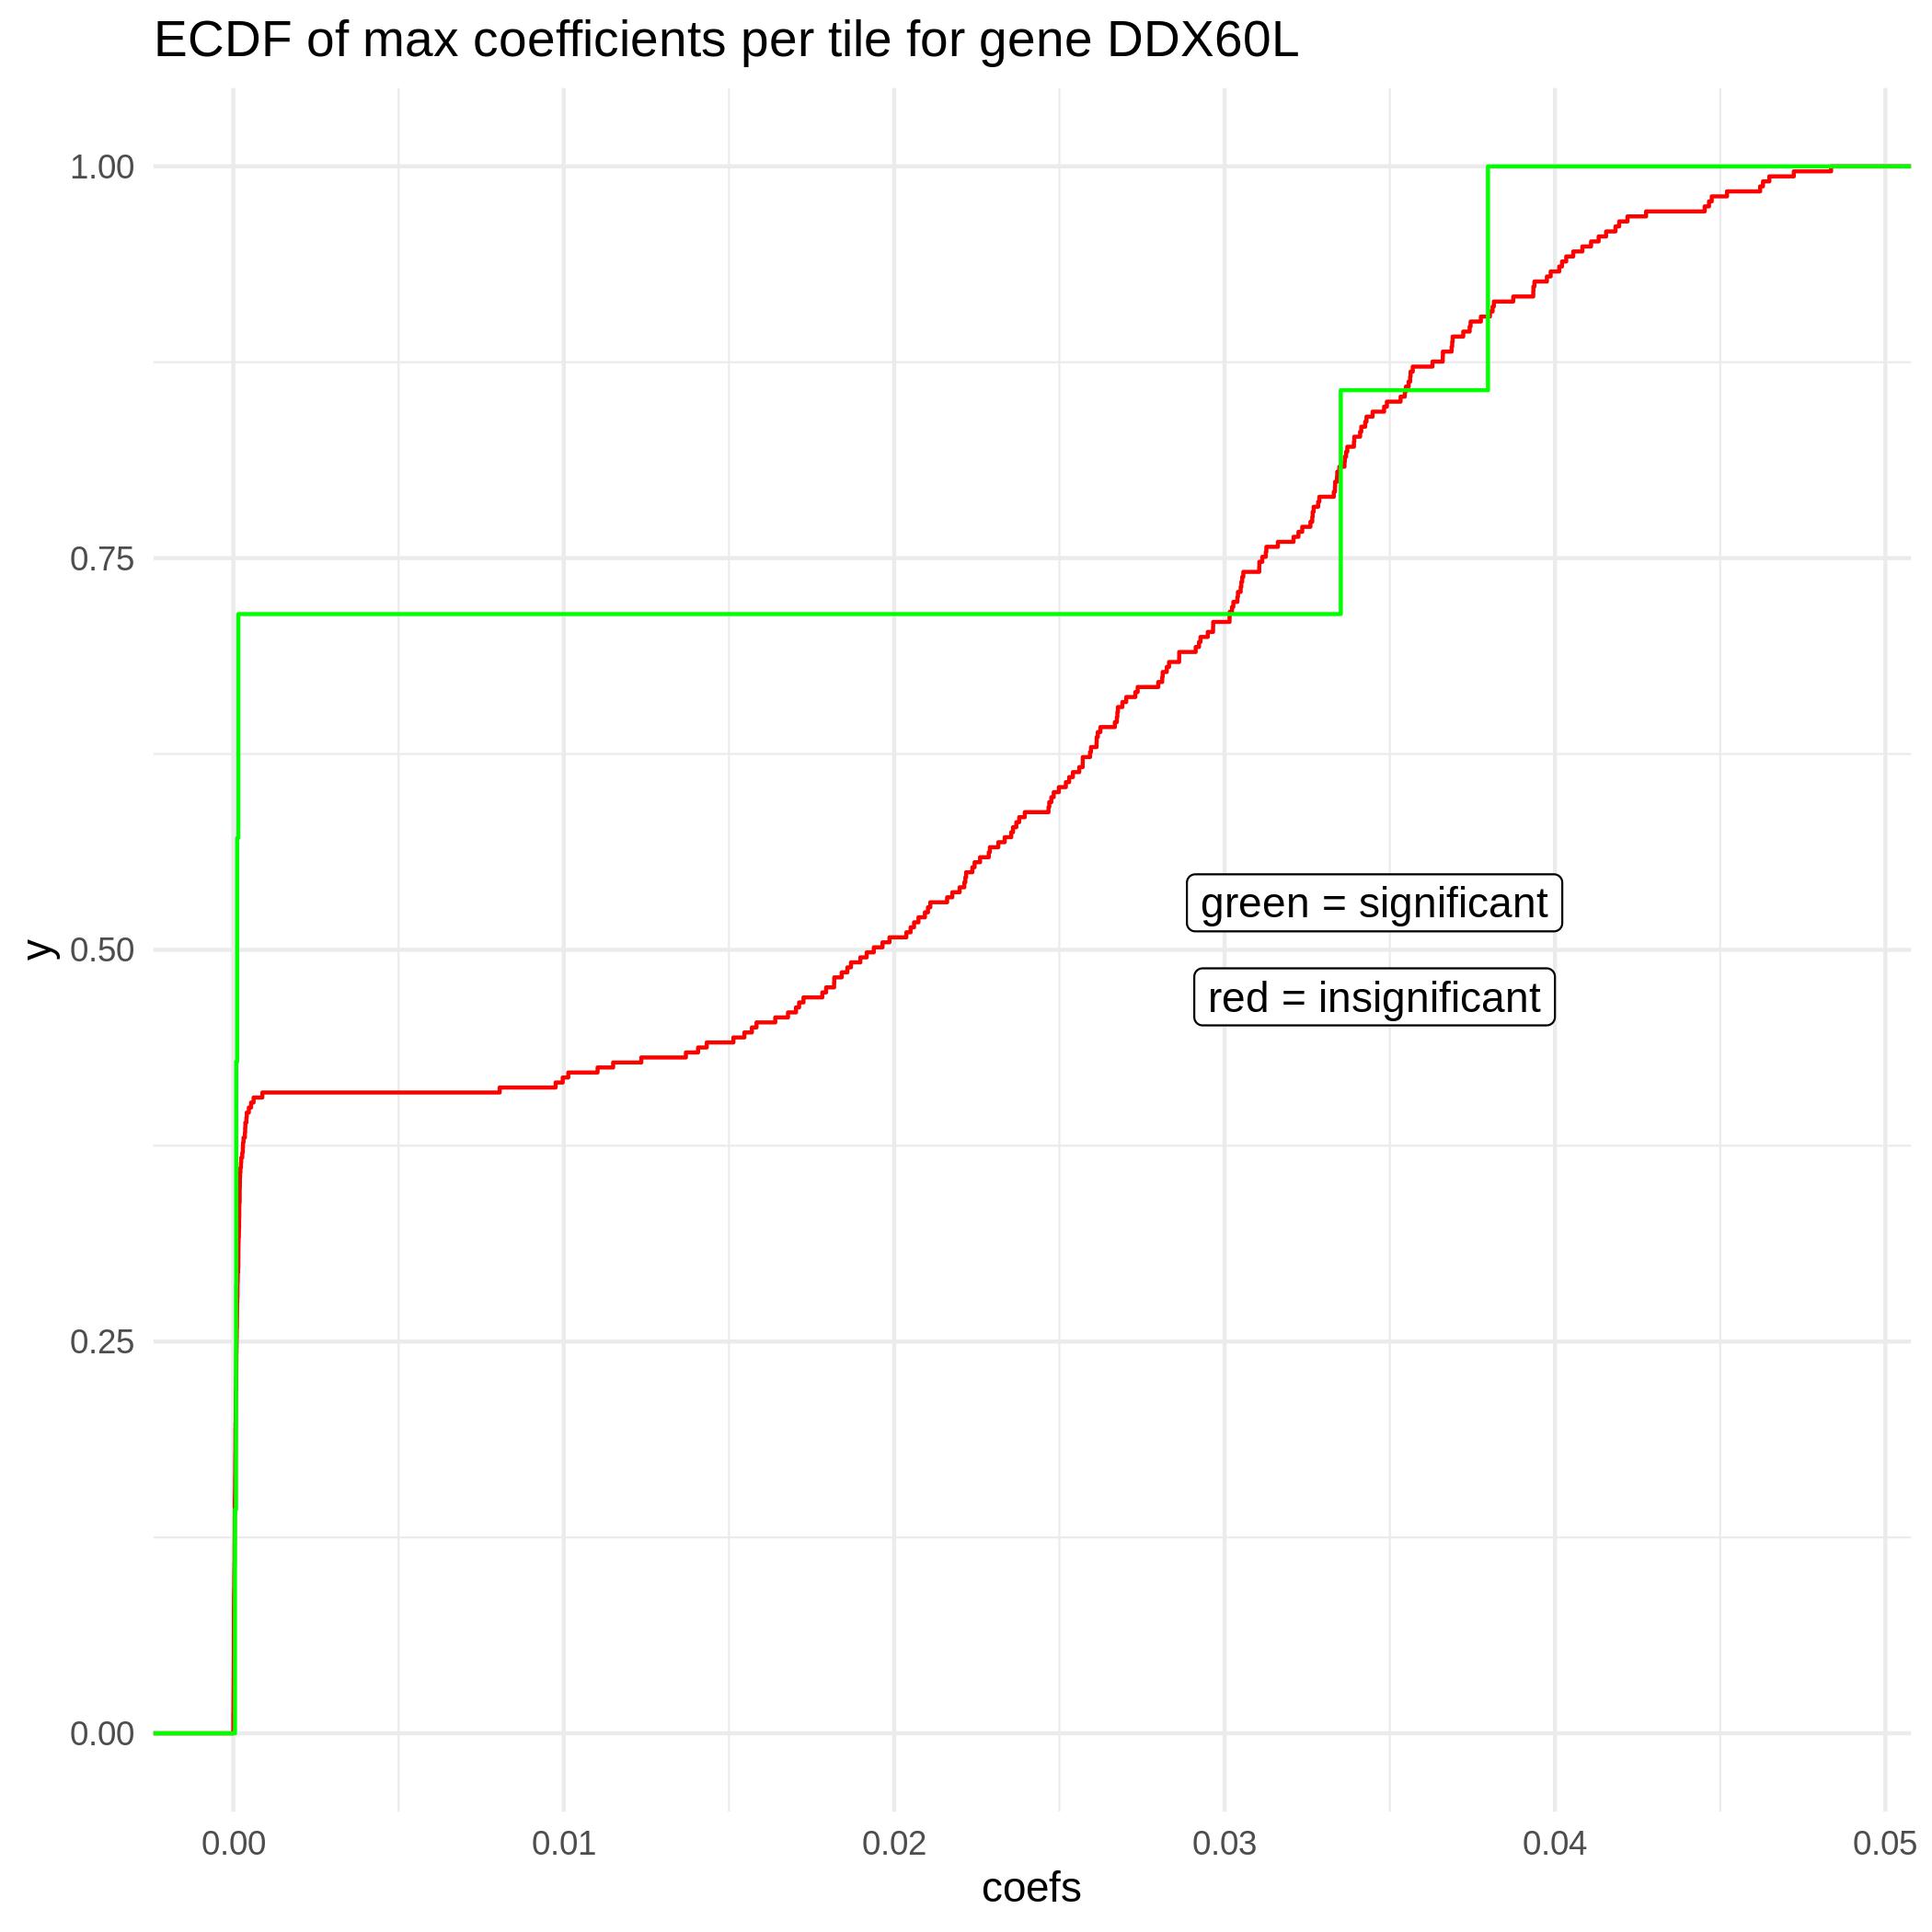 ECDF of max coefficients per tile for gene DDX60L
1.00
0.75
0.50
0.25
0.00
y
green = significant
red = insignificant
0.00 0.01 0.02 0.03 0.04 0.05
coefs